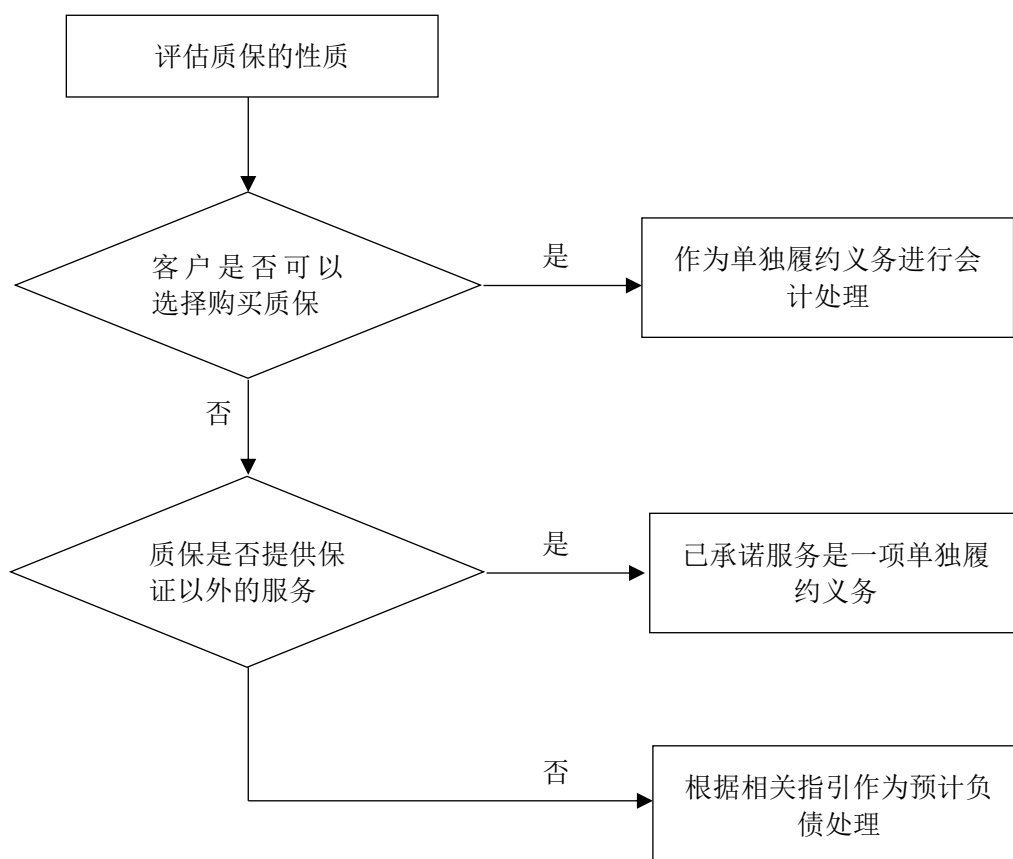 评估质保的性质
客户是否可以
选择购买质保
是
作为单独履约义务进行会
计处理
否
质保是否提供保
证以外的服务
是
已承诺服务是一项单独履
约义务
否
根据相关指引作为预计负
债处理